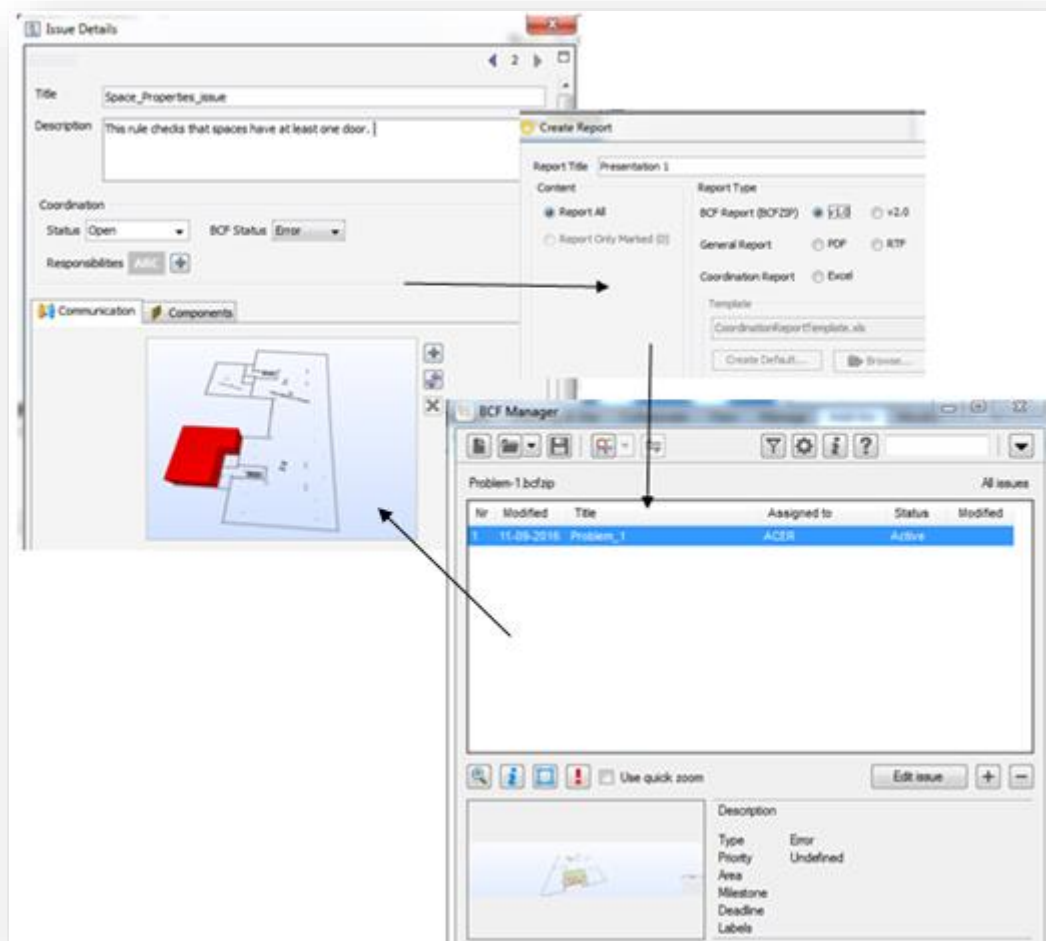 Issue Details
2
Title Space_Properties_issue
Description This rule checks that spaces have at least one door.
Coordination
Status Open BCF Status Error
Responsibilities ABC
Communication Components
Create Report
Report Title Presentation 1
Content Report Type
Report All BCF Report (BCFZIP) v1.0 v2.0
Report Only Marked (0) General Report PDF RTF
Coordination Report Excel
Template
CoordinationReportTemplate.xls
Create Default... Browse...
BCF Manager
Problem-1.bcfzip All issues
Nr Modified Title Assigned to Status Modified
1 11-09-2016 Problem_1 ACER Active
Use quick zoom Edit issue
Description
Type Error
Priority Undefined
Area
Milestone
Deadline
Labels